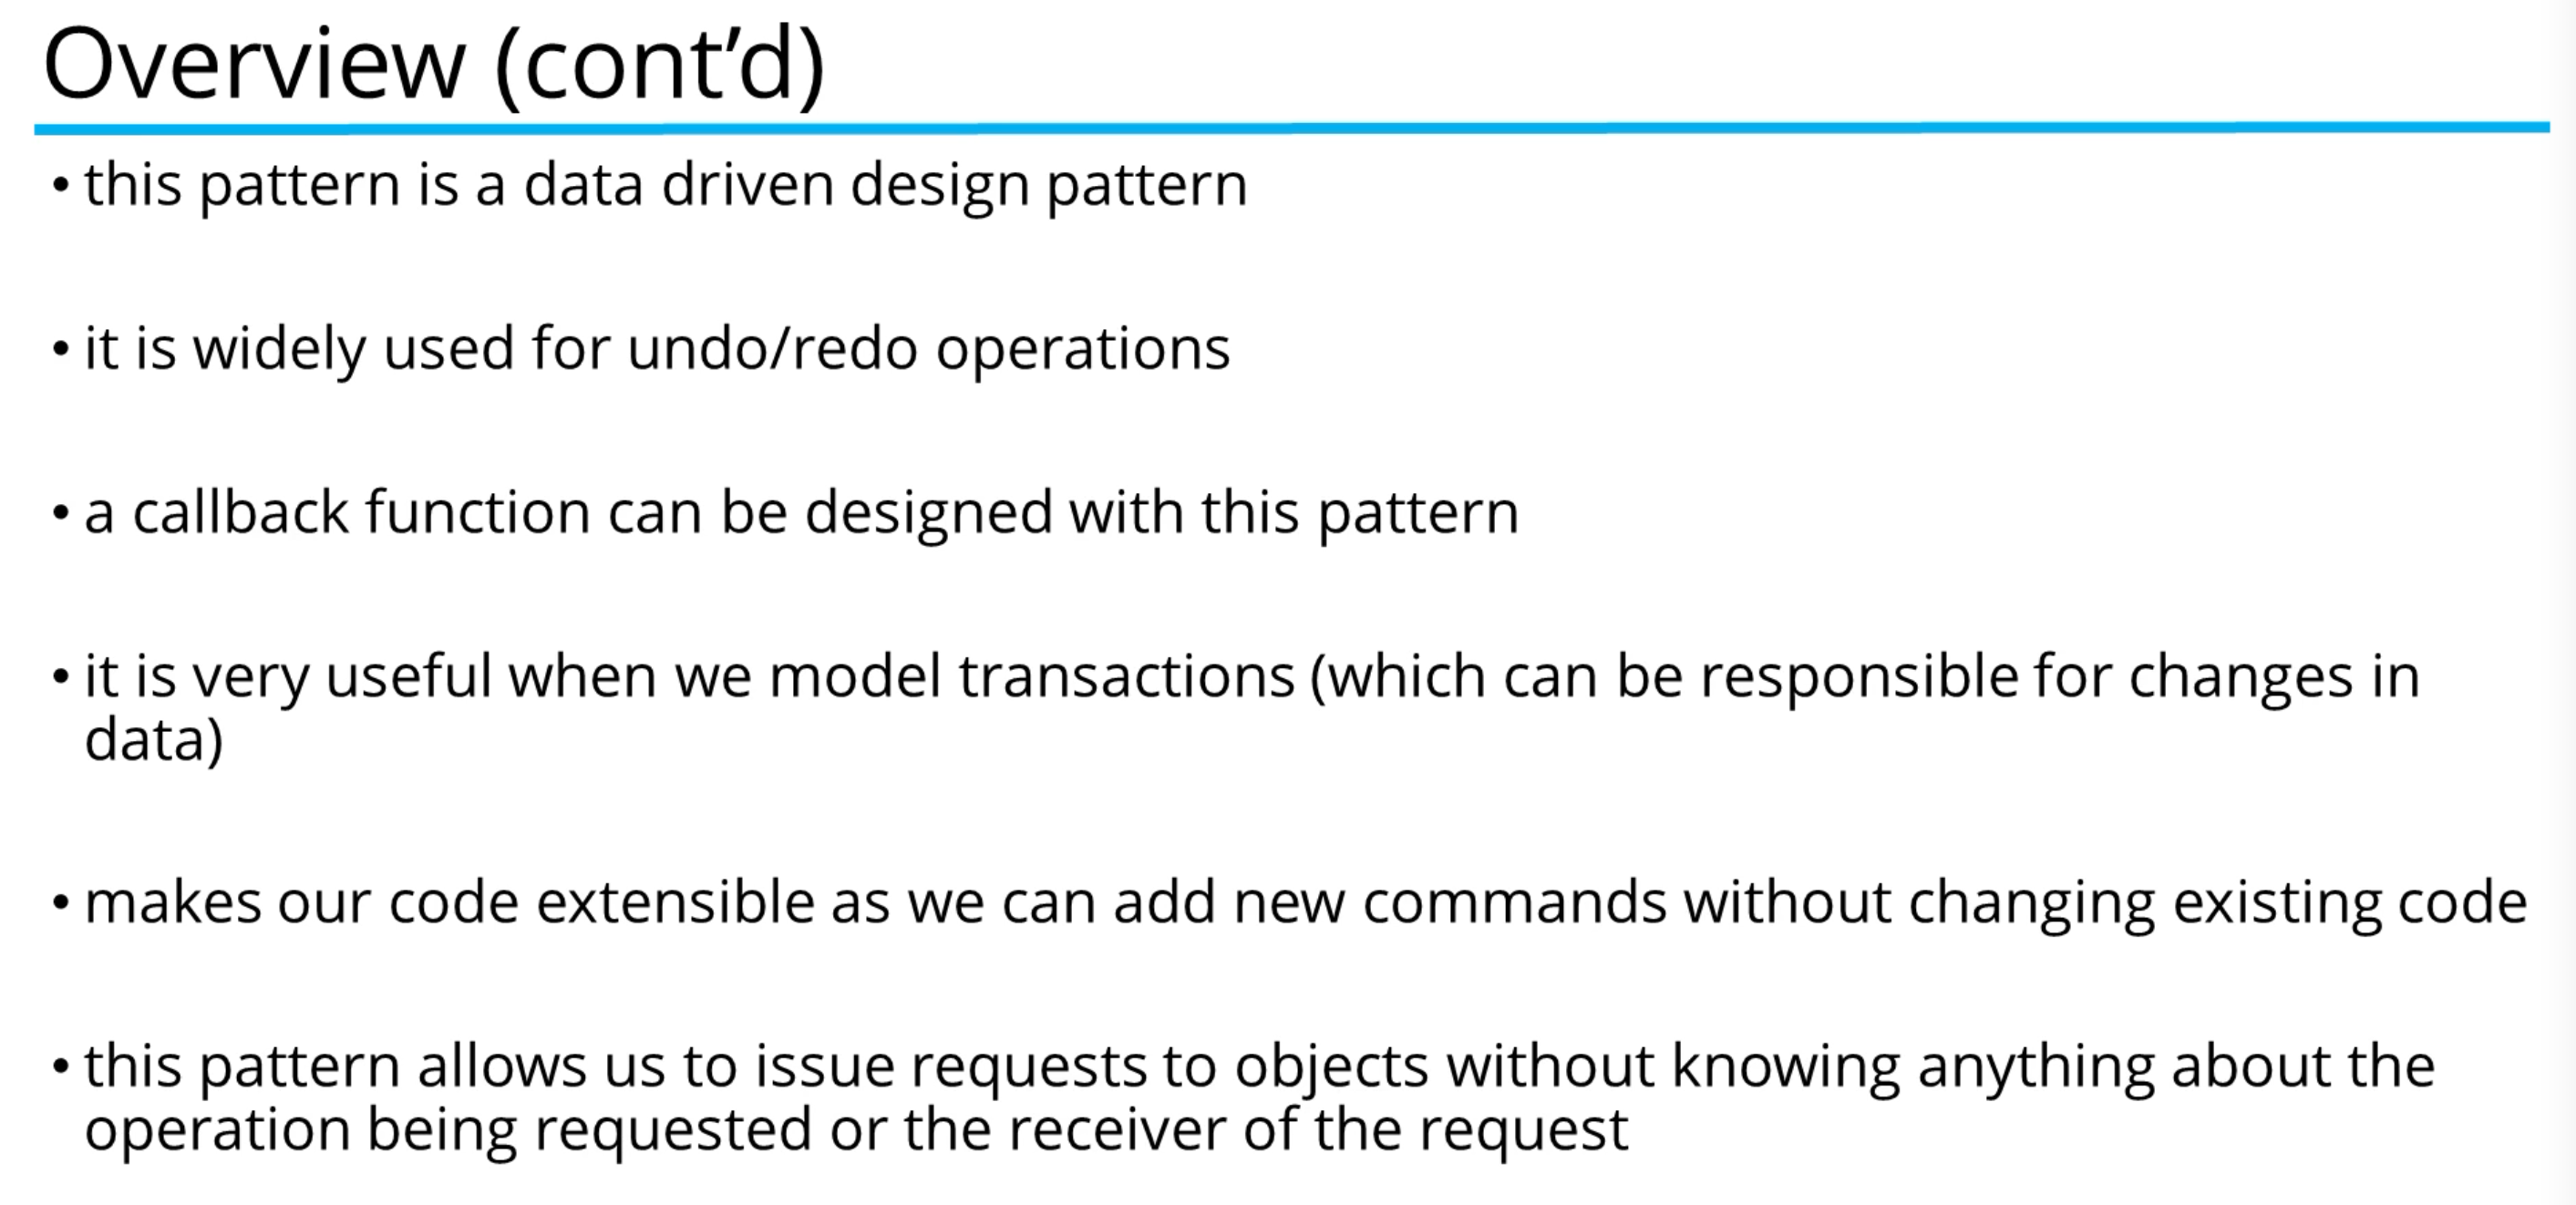 Overview (cont’d)
• this pattern is a data driven design pattern
• it is widely used for undo/redo operations
• a callback function can be designed with this pattern
• it is very useful when we model transactions (which can be responsible for changes in
data)
• makes our code extensible as we can add new commands without changing existing code
• this pattern allows us to issue requests to objects without knowing anything about the
operation being requested or the receiver of the request